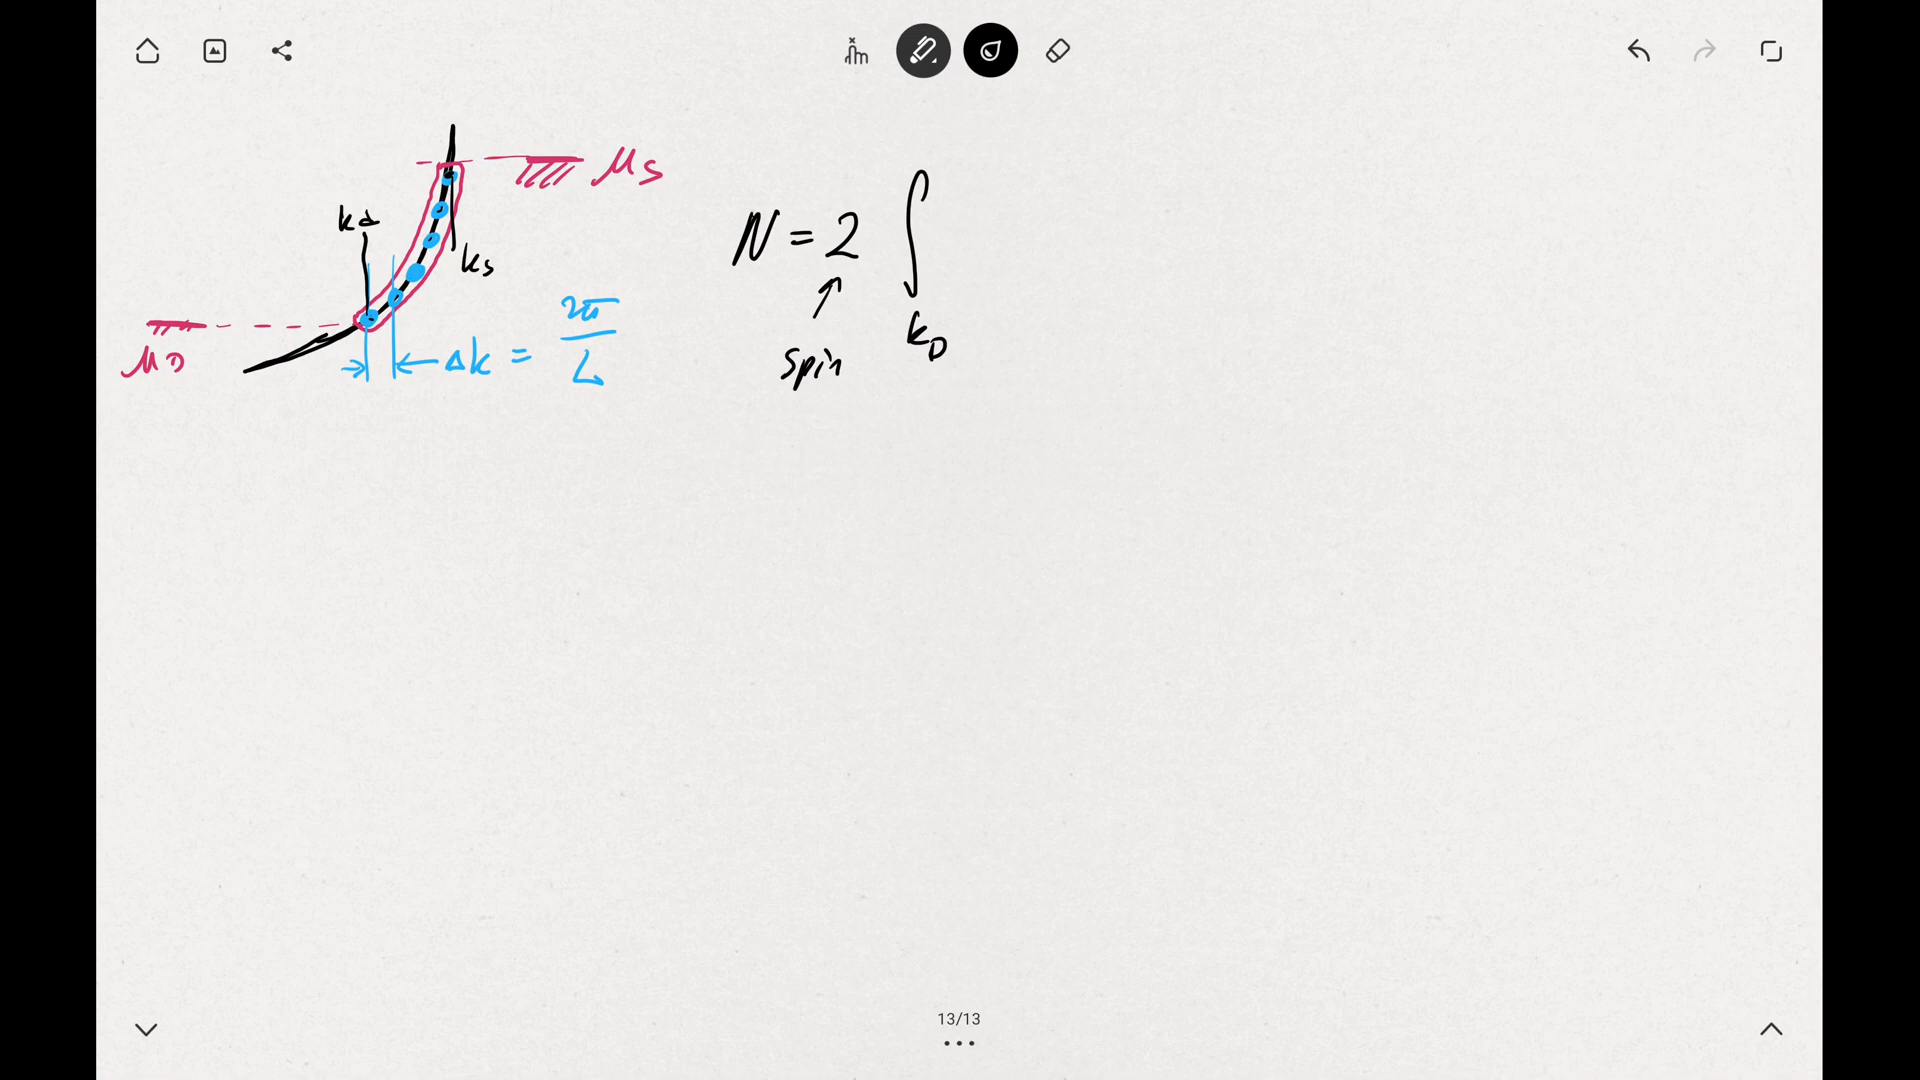 μs
kd
ks
N = 2 ∫
kD
μD
Δk = 2π/L
spin
13/13